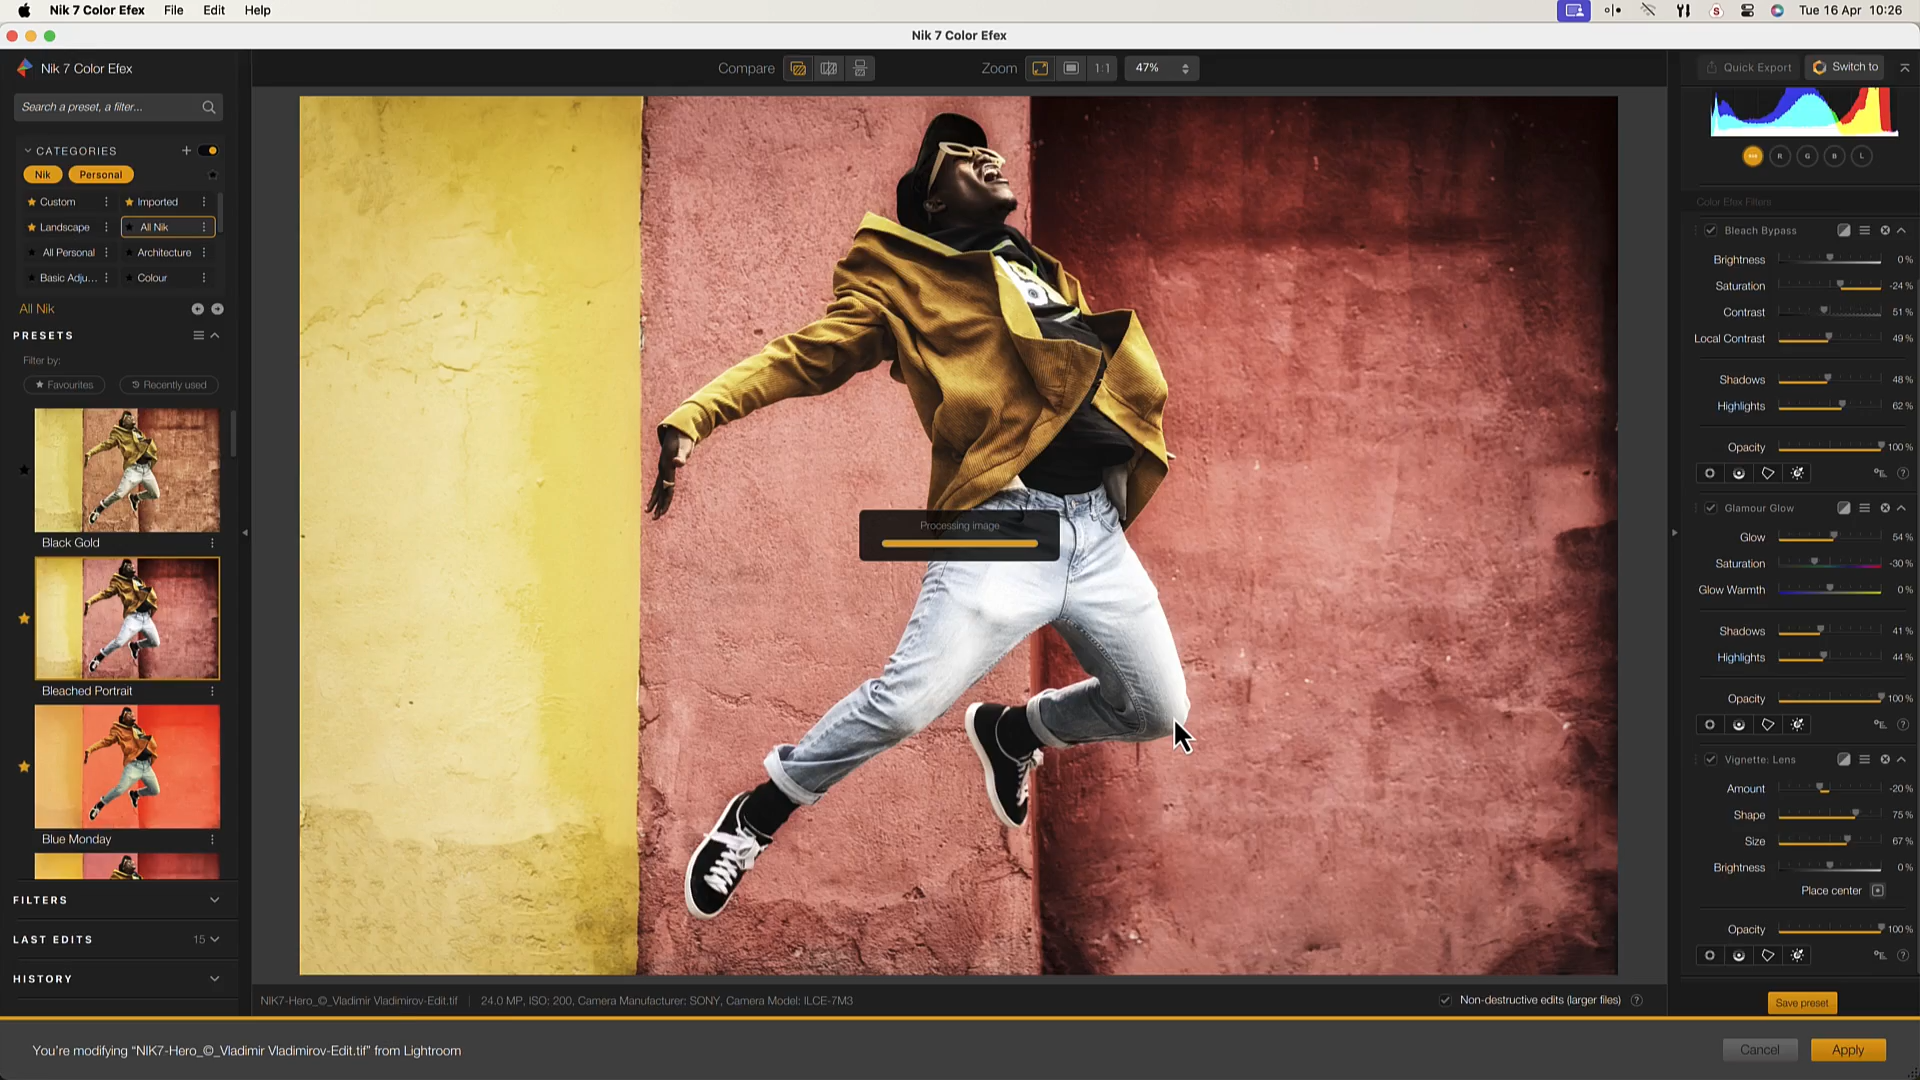 Nik 7 Color Efex File Edit Help Tue 16 Apr 10:26
Nik 7 Color Efex
Nik 7 Color Efex
Compare
Zoom 1:1 47%
Quick Export Switch to
Search a preset, a filter...
CATEGORIES
Nik Personal
Custom Imported
Landscape All Nik
All Personal Architecture
Basic Adju... Colour
All Nik
PRESETS
Filter by:
Favourites Recently used
Black Gold
Bleached Portrait
Blue Monday
FILTERS
LAST EDITS 15
HISTORY
Processing image
R G B L
Color Efex Filters
Bleach Bypass
Brightness 0 %
Saturation -24 %
Contrast 51 %
Local Contrast 49 %
Shadows 48 %
Highlights 62 %
Opacity 100 %
Glamour Glow
Glow 54 %
Saturation -30 %
Glow Warmth 0 %
Shadows 41 %
Highlights 44 %
Opacity 100 %
Vignette: Lens
Amount -20 %
Shape 75 %
Size 67 %
Brightness 0 %
Place center
Opacity 100 %
Save preset
NIK7-Hero_©_Vladimir Vladimirov-Edit.tif 24.0 MP, ISO: 200, Camera Manufacturer: SONY, Camera Model: ILCE-7M3
Non-destructive edits (larger files) ?
You're modifying "NIK7-Hero_©_Vladimir Vladimirov-Edit.tif" from Lightroom
Cancel Apply